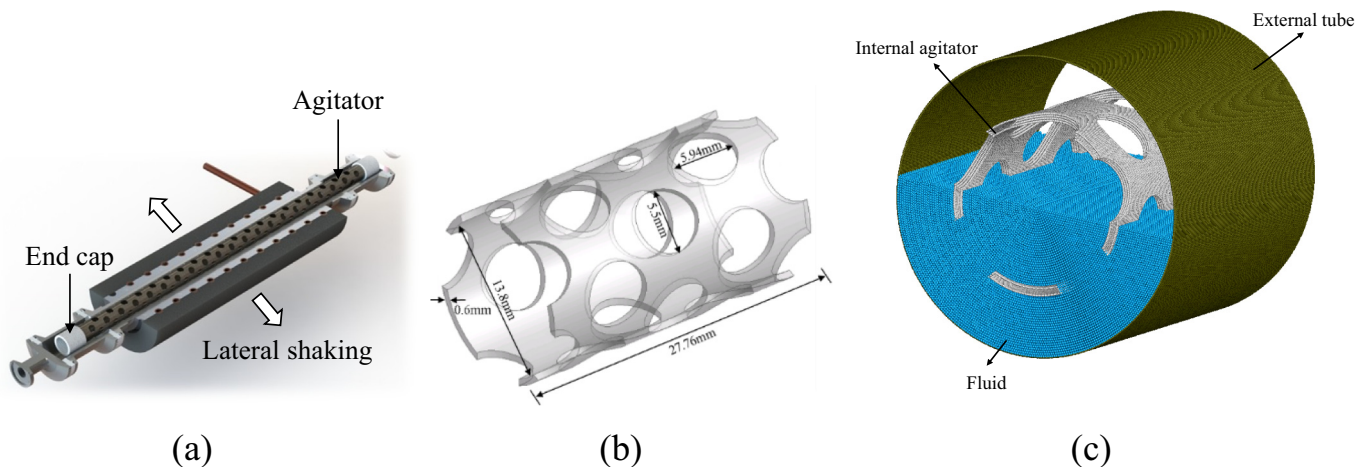 Agitator
End cap
Lateral shaking
(a)
5.94mm
5.5mm
13.8mm
0.6mm
27.76mm
(b)
External tube
Internal agitator
Fluid
(c)